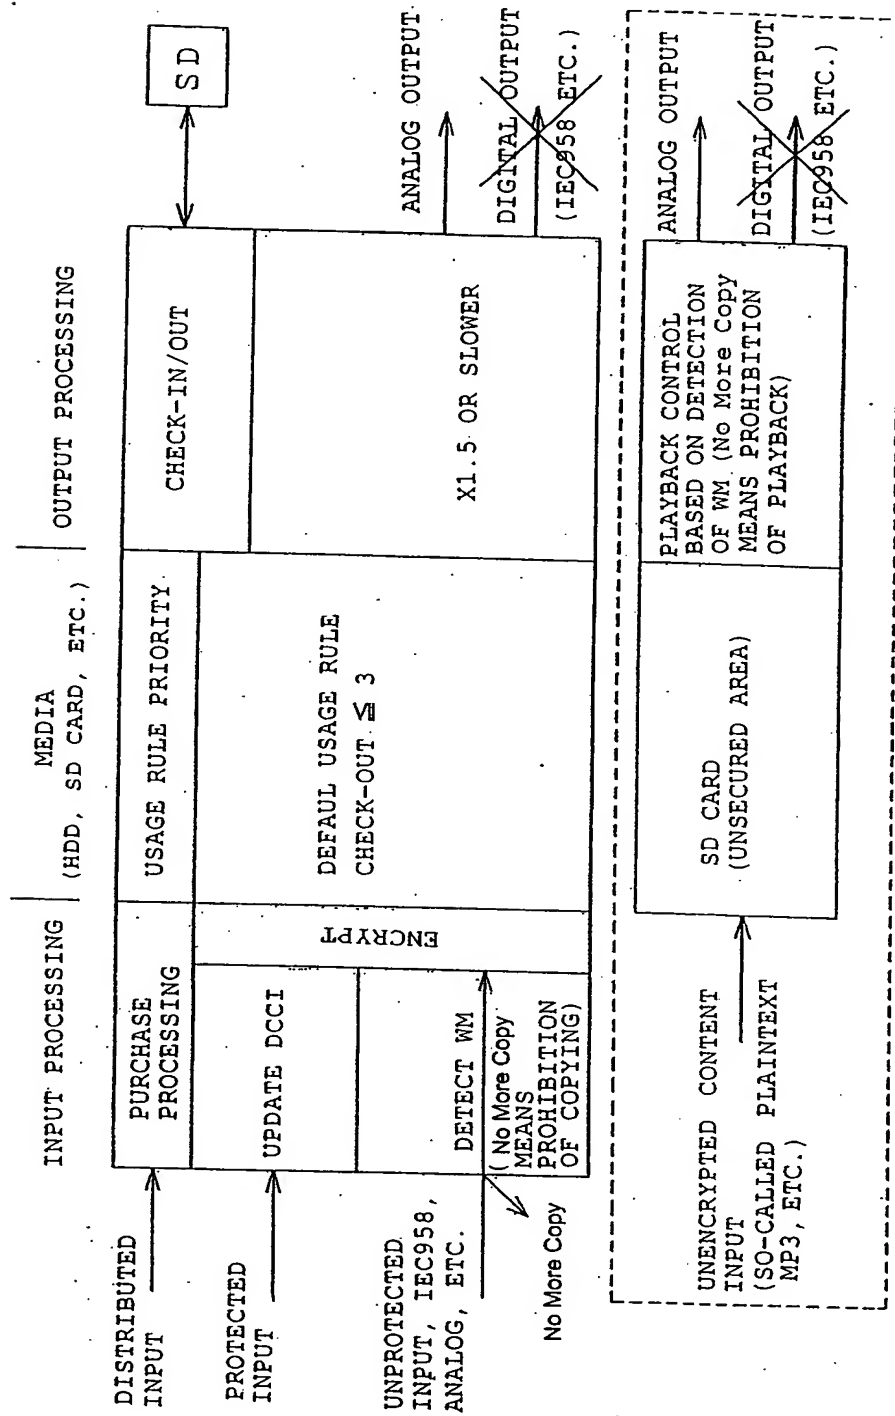 INPUT PROCESSING
MEDIA
(HDD, SD CARD, ETC.)
OUTPUT PROCESSING
DISTRIBUTED
INPUT
PURCHASE
PROCESSING
USAGE RULE PRIORITY
CHECK-IN/OUT
SD
PROTECTED
INPUT
UPDATE DCCI
ENCRYPT
DEFAUL USAGE RULE
CHECK-OUT ≦ 3
X1.5 OR SLOWER
ANALOG OUTPUT
DIGITAL OUTPUT
(IEC958 ETC.)
UNPROTECTED
INPUT, IEC958,
ANALOG, ETC.
DETECT WM
(No More Copy
MEANS
PROHIBITION
OF COPYING)
No More Copy
UNENCRYPTED CONTENT
INPUT
(SO-CALLED PLAINTEXT
MP3, ETC.)
SD CARD
(UNSECURED AREA)
PLAYBACK CONTROL
BASED ON DETECTION
OF WM (No More Copy
MEANS PROHIBITION
OF PLAYBACK)
ANALOG OUTPUT
DIGITAL OUTPUT
(IEC958 ETC.)